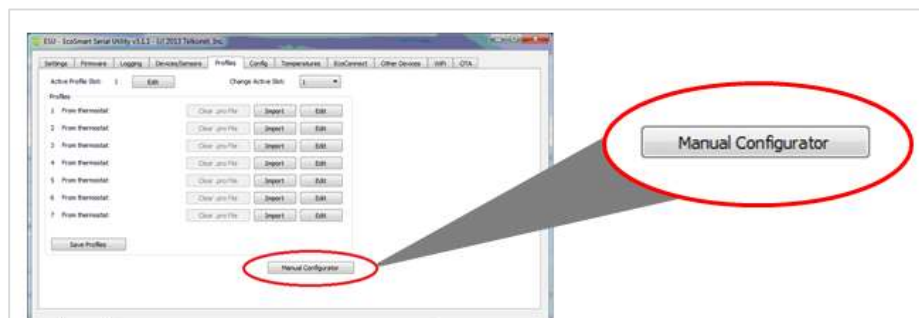 ESU - EcoSmart Serial Utility v3.1.1 - (c) 2013 Telkonet, Inc.
Settings Firmware Logging Devices/Sensors Profiles Config Temperatures EcoConnect Other Devices WiFi OTA
Active Profile Slot: 1 Edit Change Active Slot: 1
Profiles
1 From thermostat Clear .pro File Import Edit
2 From thermostat Clear .pro File Import Edit
3 From thermostat Clear .pro File Import Edit
4 From thermostat Clear .pro File Import Edit
5 From thermostat Clear .pro File Import Edit
6 From thermostat Clear .pro File Import Edit
7 From thermostat Clear .pro File Import Edit
Save Profiles
Manual Configurator
Manual Configurator